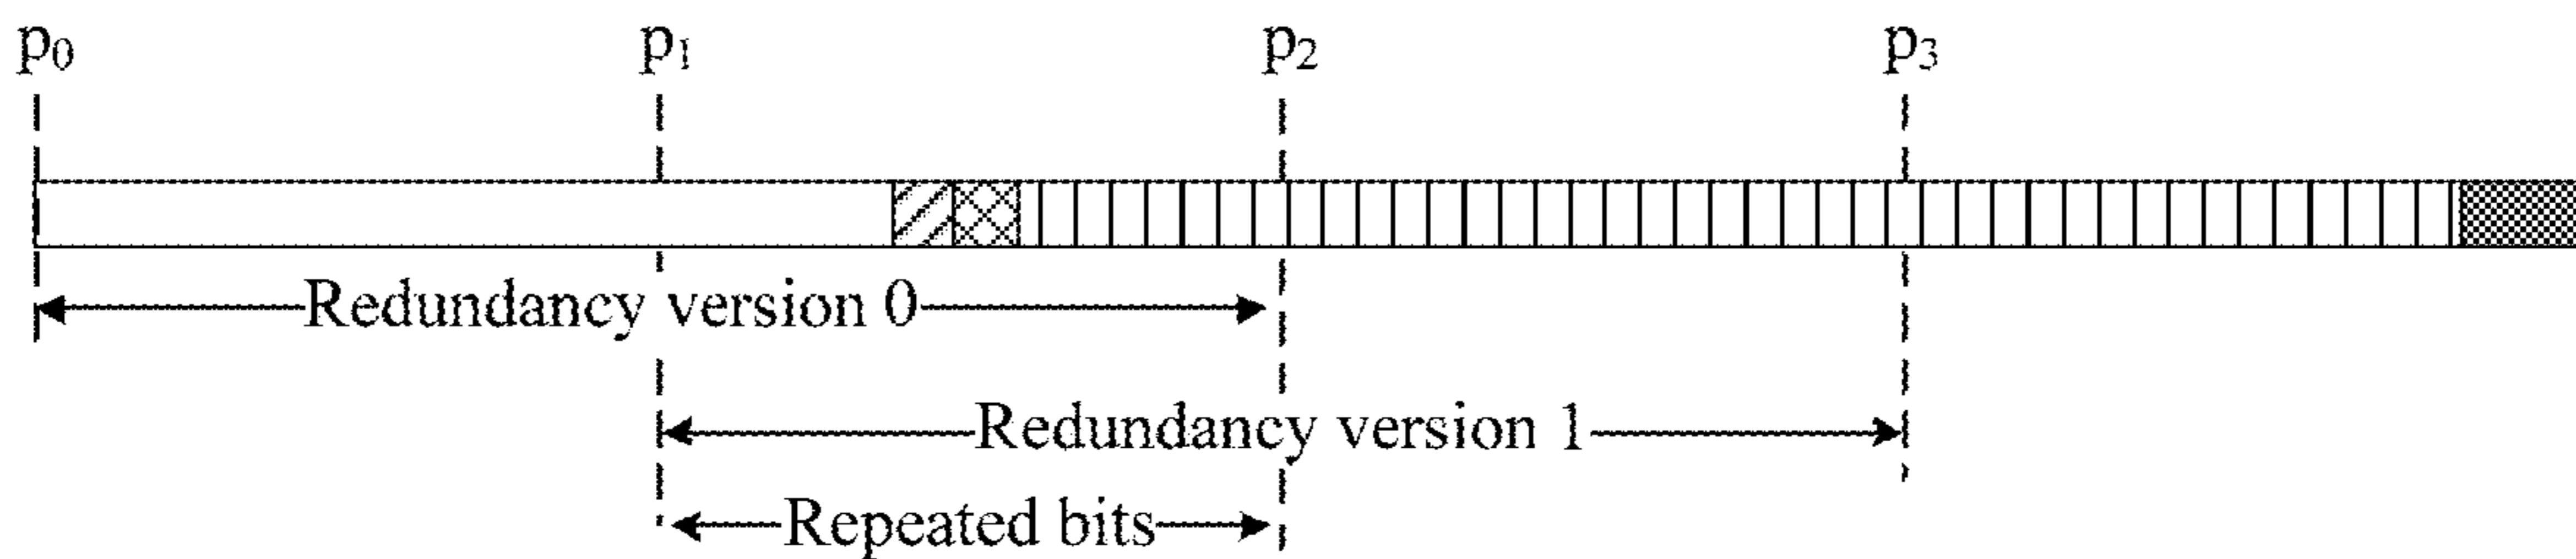 p₀ p₁ p₂ p₃
Redundancy version 0
Redundancy version 1
Repeated bits